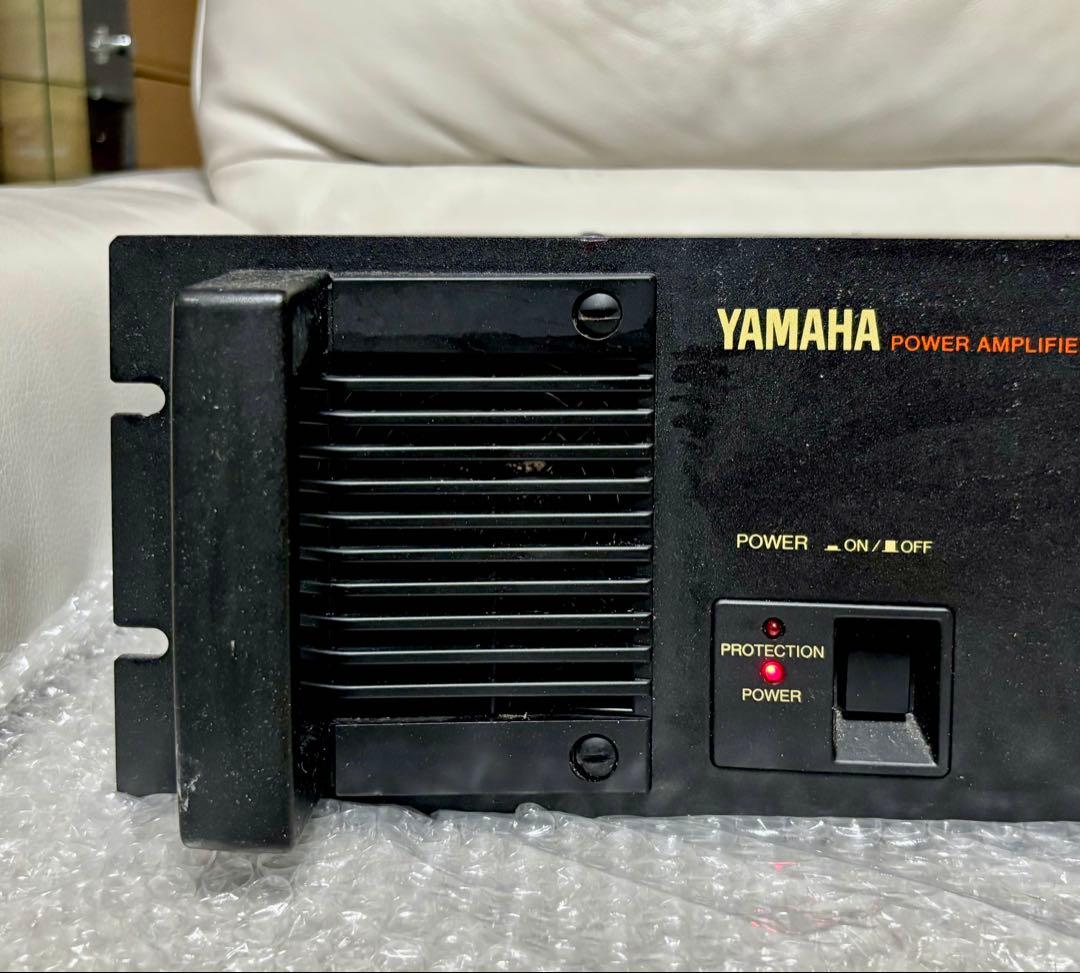 YAMAHA POWER AMPLIFIE
POWER ON / OFF
PROTECTION
POWER